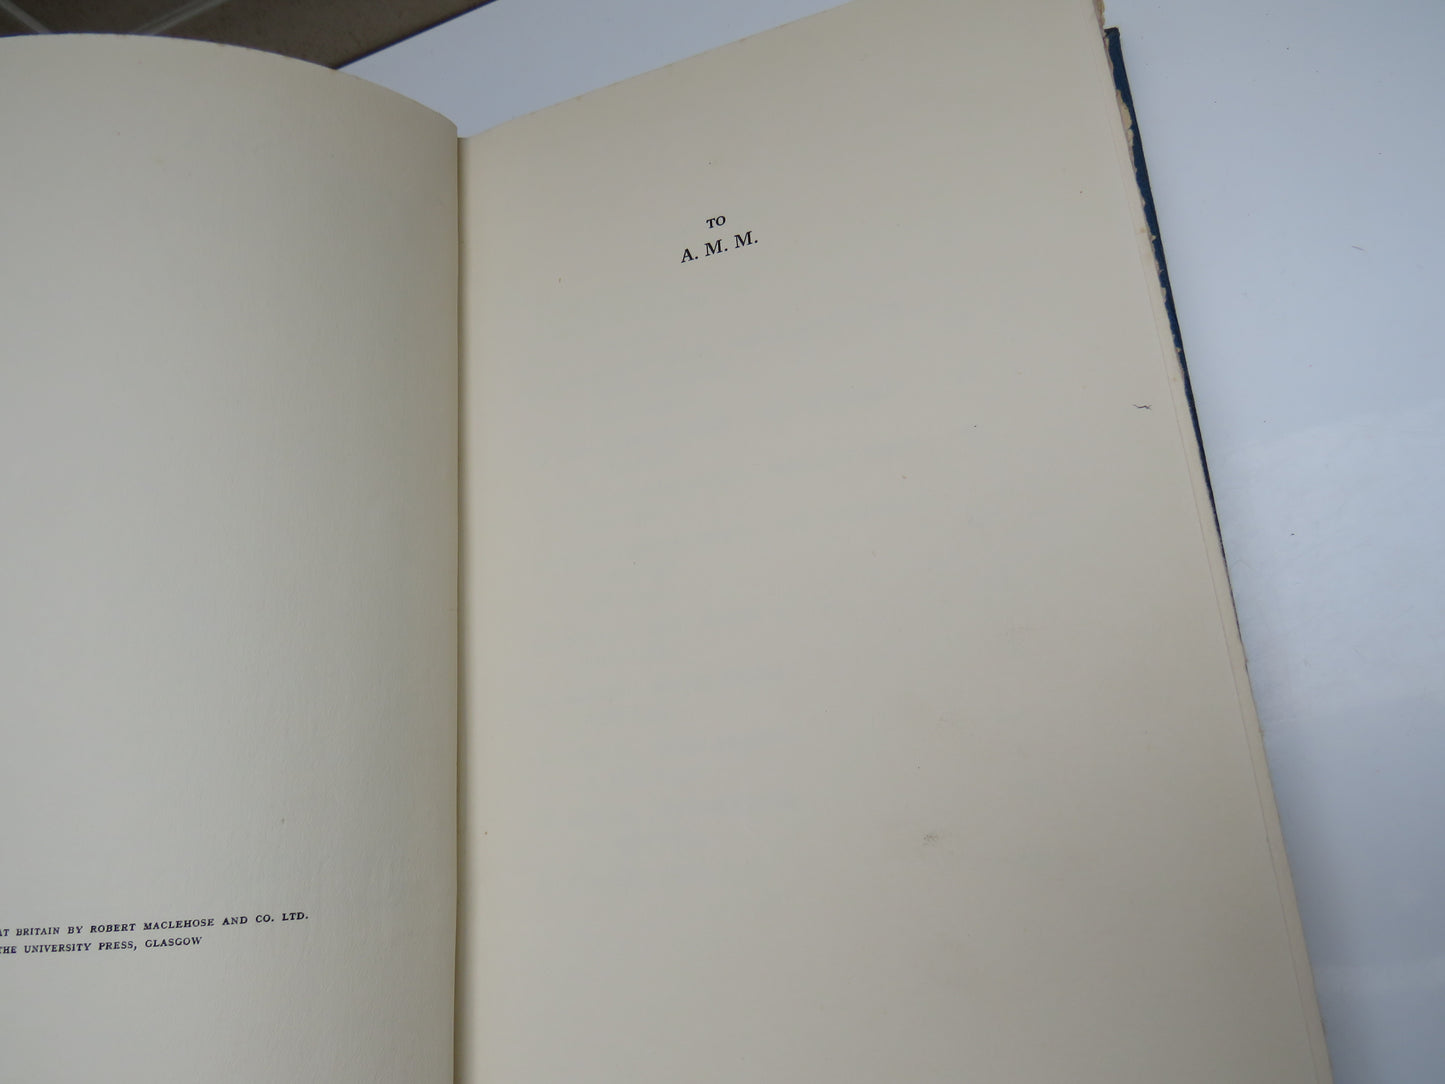 AT BRITAIN BY ROBERT MACLEHOSE AND CO. LTD.
THE UNIVERSITY PRESS, GLASGOW
TO
A. M. M.